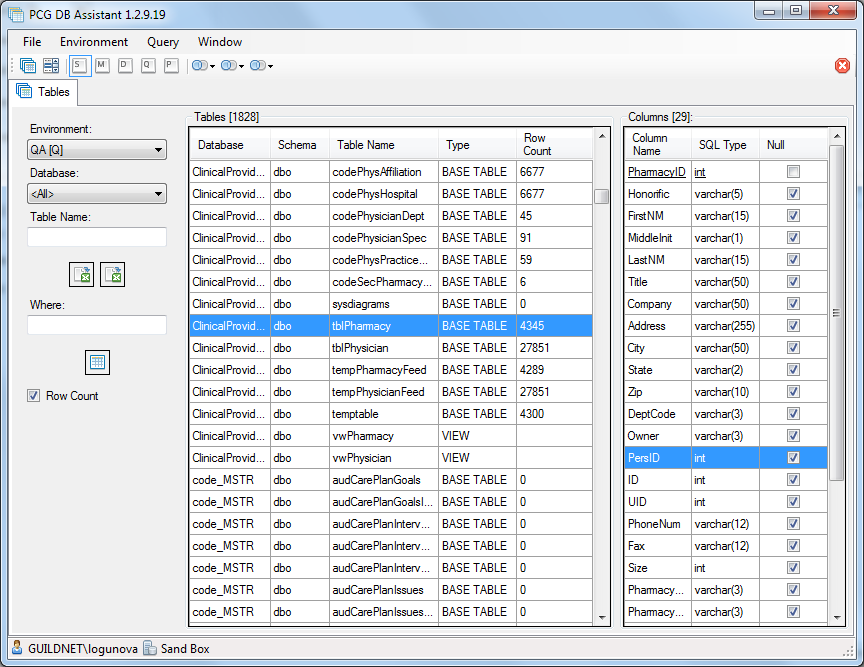 PCG DB Assistant 1.2.9.19
File Environment Query Window
S M D Q P
Tables
Environment:
QA [Q]
Database:
<All>
Table Name:
Where:
Row Count
Tables [1828]
Database Schema Table Name Type Row Count
ClinicalProvid... dbo codePhysAffiliation BASE TABLE 6677
ClinicalProvid... dbo codePhysHospital BASE TABLE 6677
ClinicalProvid... dbo codePhysicianDept BASE TABLE 45
ClinicalProvid... dbo codePhysicianSpec BASE TABLE 91
ClinicalProvid... dbo codePhysPractice... BASE TABLE 59
ClinicalProvid... dbo codeSecPharmacy... BASE TABLE 6
ClinicalProvid... dbo sysdiagrams BASE TABLE 0
ClinicalProvid... dbo tblPharmacy BASE TABLE 4345
ClinicalProvid... dbo tblPhysician BASE TABLE 27851
ClinicalProvid... dbo tempPharmacyFeed BASE TABLE 4289
ClinicalProvid... dbo tempPhysicianFeed BASE TABLE 27851
ClinicalProvid... dbo temptable BASE TABLE 4300
ClinicalProvid... dbo vwPharmacy VIEW
ClinicalProvid... dbo vwPhysician VIEW
code_MSTR dbo audCarePlanGoals BASE TABLE 0
code_MSTR dbo audCarePlanGoalsI... BASE TABLE 0
code_MSTR dbo audCarePlanInterv... BASE TABLE 0
code_MSTR dbo audCarePlanInterv... BASE TABLE 0
code_MSTR dbo audCarePlanInterv... BASE TABLE 0
code_MSTR dbo audCarePlanIssues BASE TABLE 0
code_MSTR dbo audCarePlanIssues... BASE TABLE 0
Columns [29]:
Column Name SQL Type Null
PharmacyID int
Honorific varchar(5)
FirstNM varchar(15)
MiddleInit varchar(1)
LastNM varchar(15)
Title varchar(50)
Company varchar(50)
Address varchar(255)
City varchar(50)
State varchar(2)
Zip varchar(10)
DeptCode varchar(3)
Owner varchar(3)
PersID int
ID int
UID int
PhoneNum varchar(12)
Fax varchar(12)
Size int
Pharmacy... varchar(3)
Pharmacy... varchar(3)
GUILDNET\logunova Sand Box